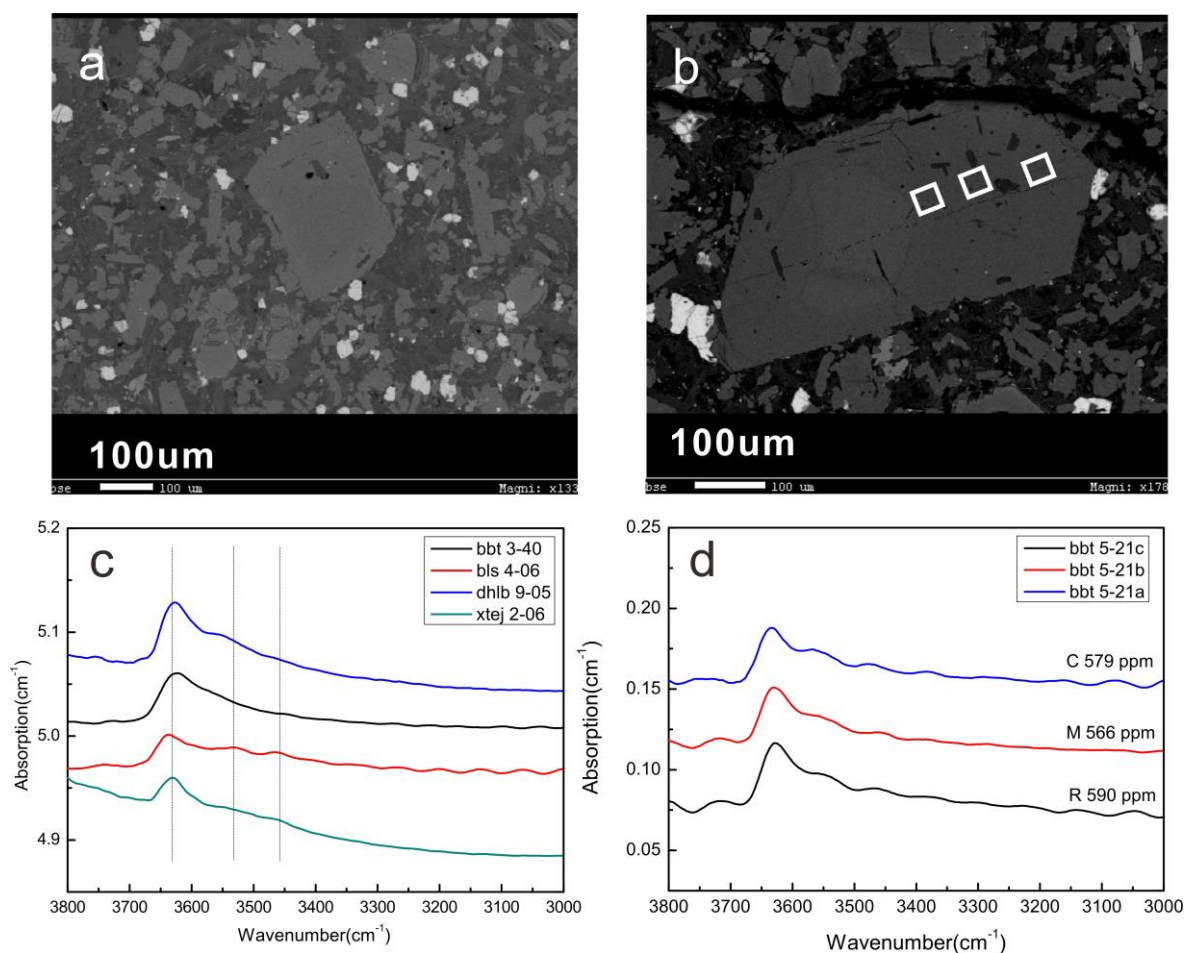 a
100um
bse 100 um Magni: x133
b
100um
bse 100 um Magni: x178
c
bbt 3-40
bls 4-06
dhlb 9-05
xtej 2-06
5.2
5.1
5.0
4.9
Absorption(cm⁻¹)
3800 3700 3600 3500 3400 3300 3200 3100 3000
Wavenumber(cm⁻¹)
d
bbt 5-21c
bbt 5-21b
bbt 5-21a
C 579 ppm
M 566 ppm
R 590 ppm
0.25
0.20
0.15
0.10
0.05
Absorption(cm⁻¹)
3800 3700 3600 3500 3400 3300 3200 3100 3000
Wavenumber(cm⁻¹)